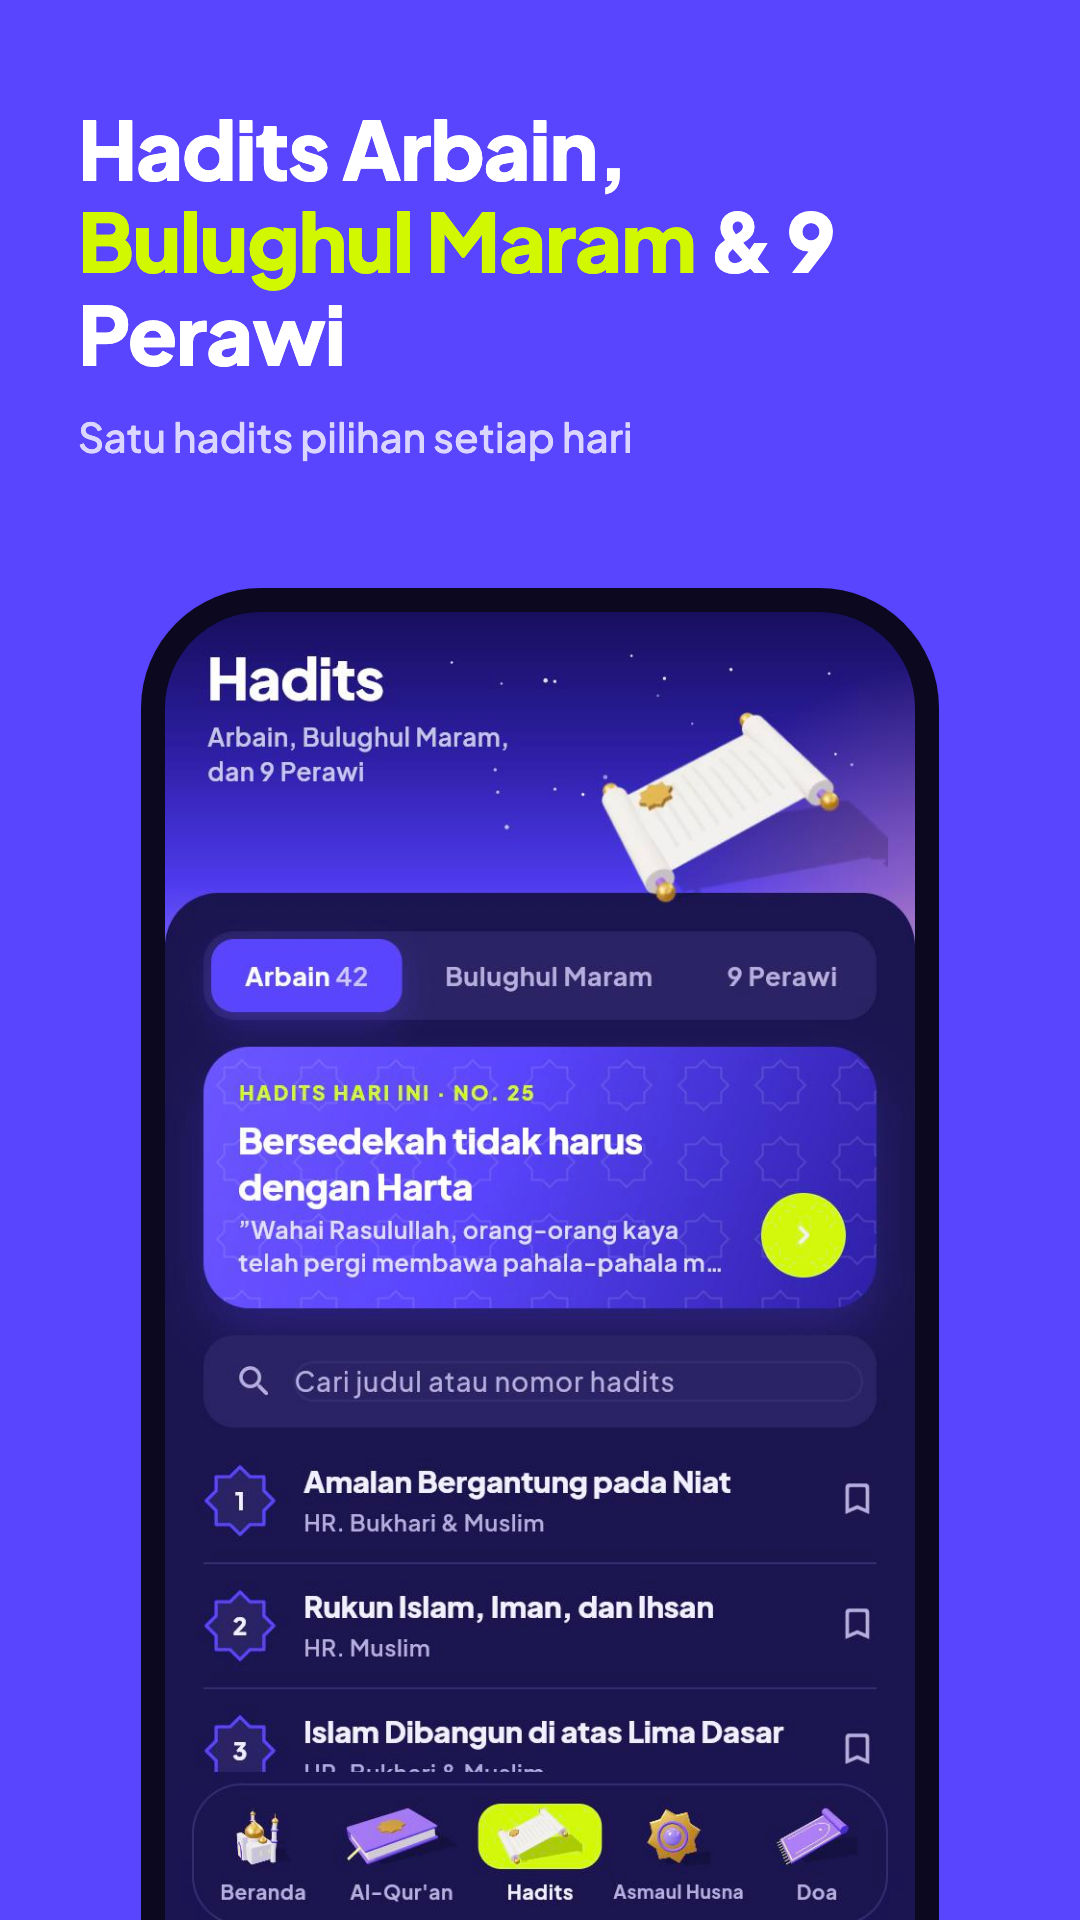 Hadits Arbain,
Bulughul Maram & 9
Perawi
Satu hadits pilihan setiap hari
Hadits
Arbain, Bulughul Maram,
dan 9 Perawi
Arbain 42
Bulughul Maram
9 Perawi
HADITS HARI INI · NO. 25
Bersedekah tidak harus
dengan Harta
”Wahai Rasulullah, orang-orang kaya
telah pergi membawa pahala-pahala m...
Cari judul atau nomor hadits
1
Amalan Bergantung pada Niat
HR. Bukhari & Muslim
2
Rukun Islam, Iman, dan Ihsan
HR. Muslim
3
Islam Dibangun di atas Lima Dasar
HR. Bukhari & Muslim
Beranda
Al-Qur'an
Hadits
Asmaul Husna
Doa